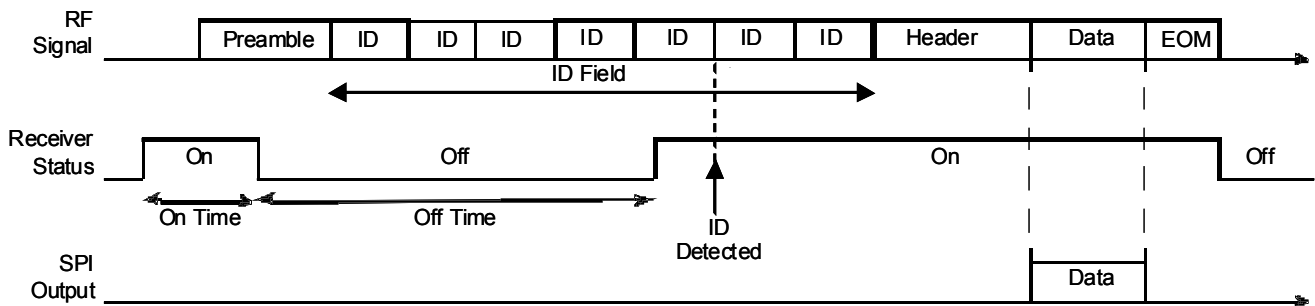 RF
Signal
Preamble ID ID ID ID ID ID ID Header Data EOM
ID Field
Receiver
Status
On Off On Off
On Time Off Time
ID
Detected
SPI
Output
Data